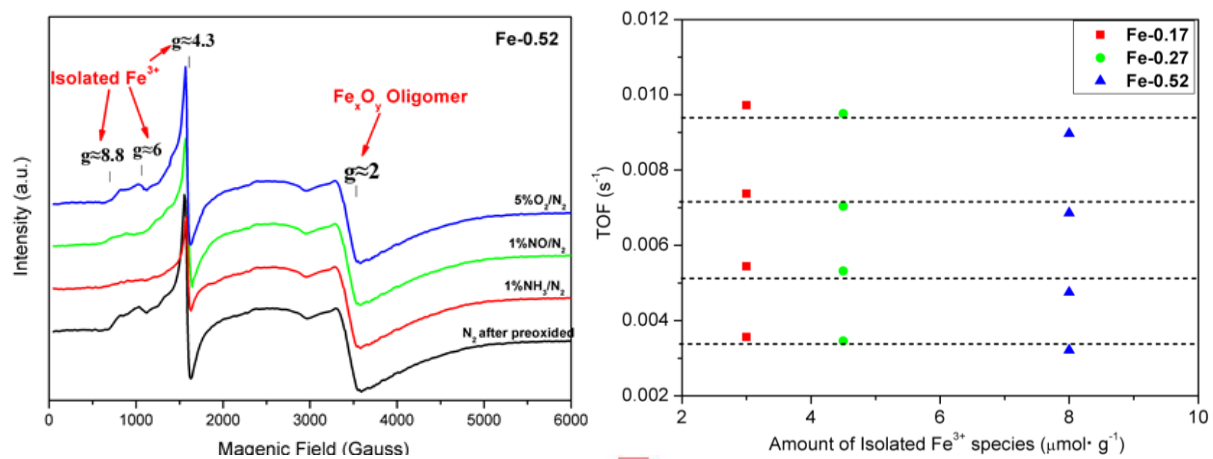 g≈4.3
Fe-0.52
Isolated Fe³⁺
FeₓOᵧ Oligomer
g≈8.8
g≈6
g≈2
5%O₂/N₂
1%NO/N₂
1%NH₃/N₂
N₂ after preoxided
Intensity (a.u.)
0 1000 2000 3000 4000 5000 6000
Magenic Field (Gauss)
0.012
0.010
0.008
0.006
0.004
0.002
TOF (s⁻¹)
Fe-0.17
Fe-0.27
Fe-0.52
2 4 6 8 10
Amount of Isolated Fe³⁺ species (μmol· g⁻¹)